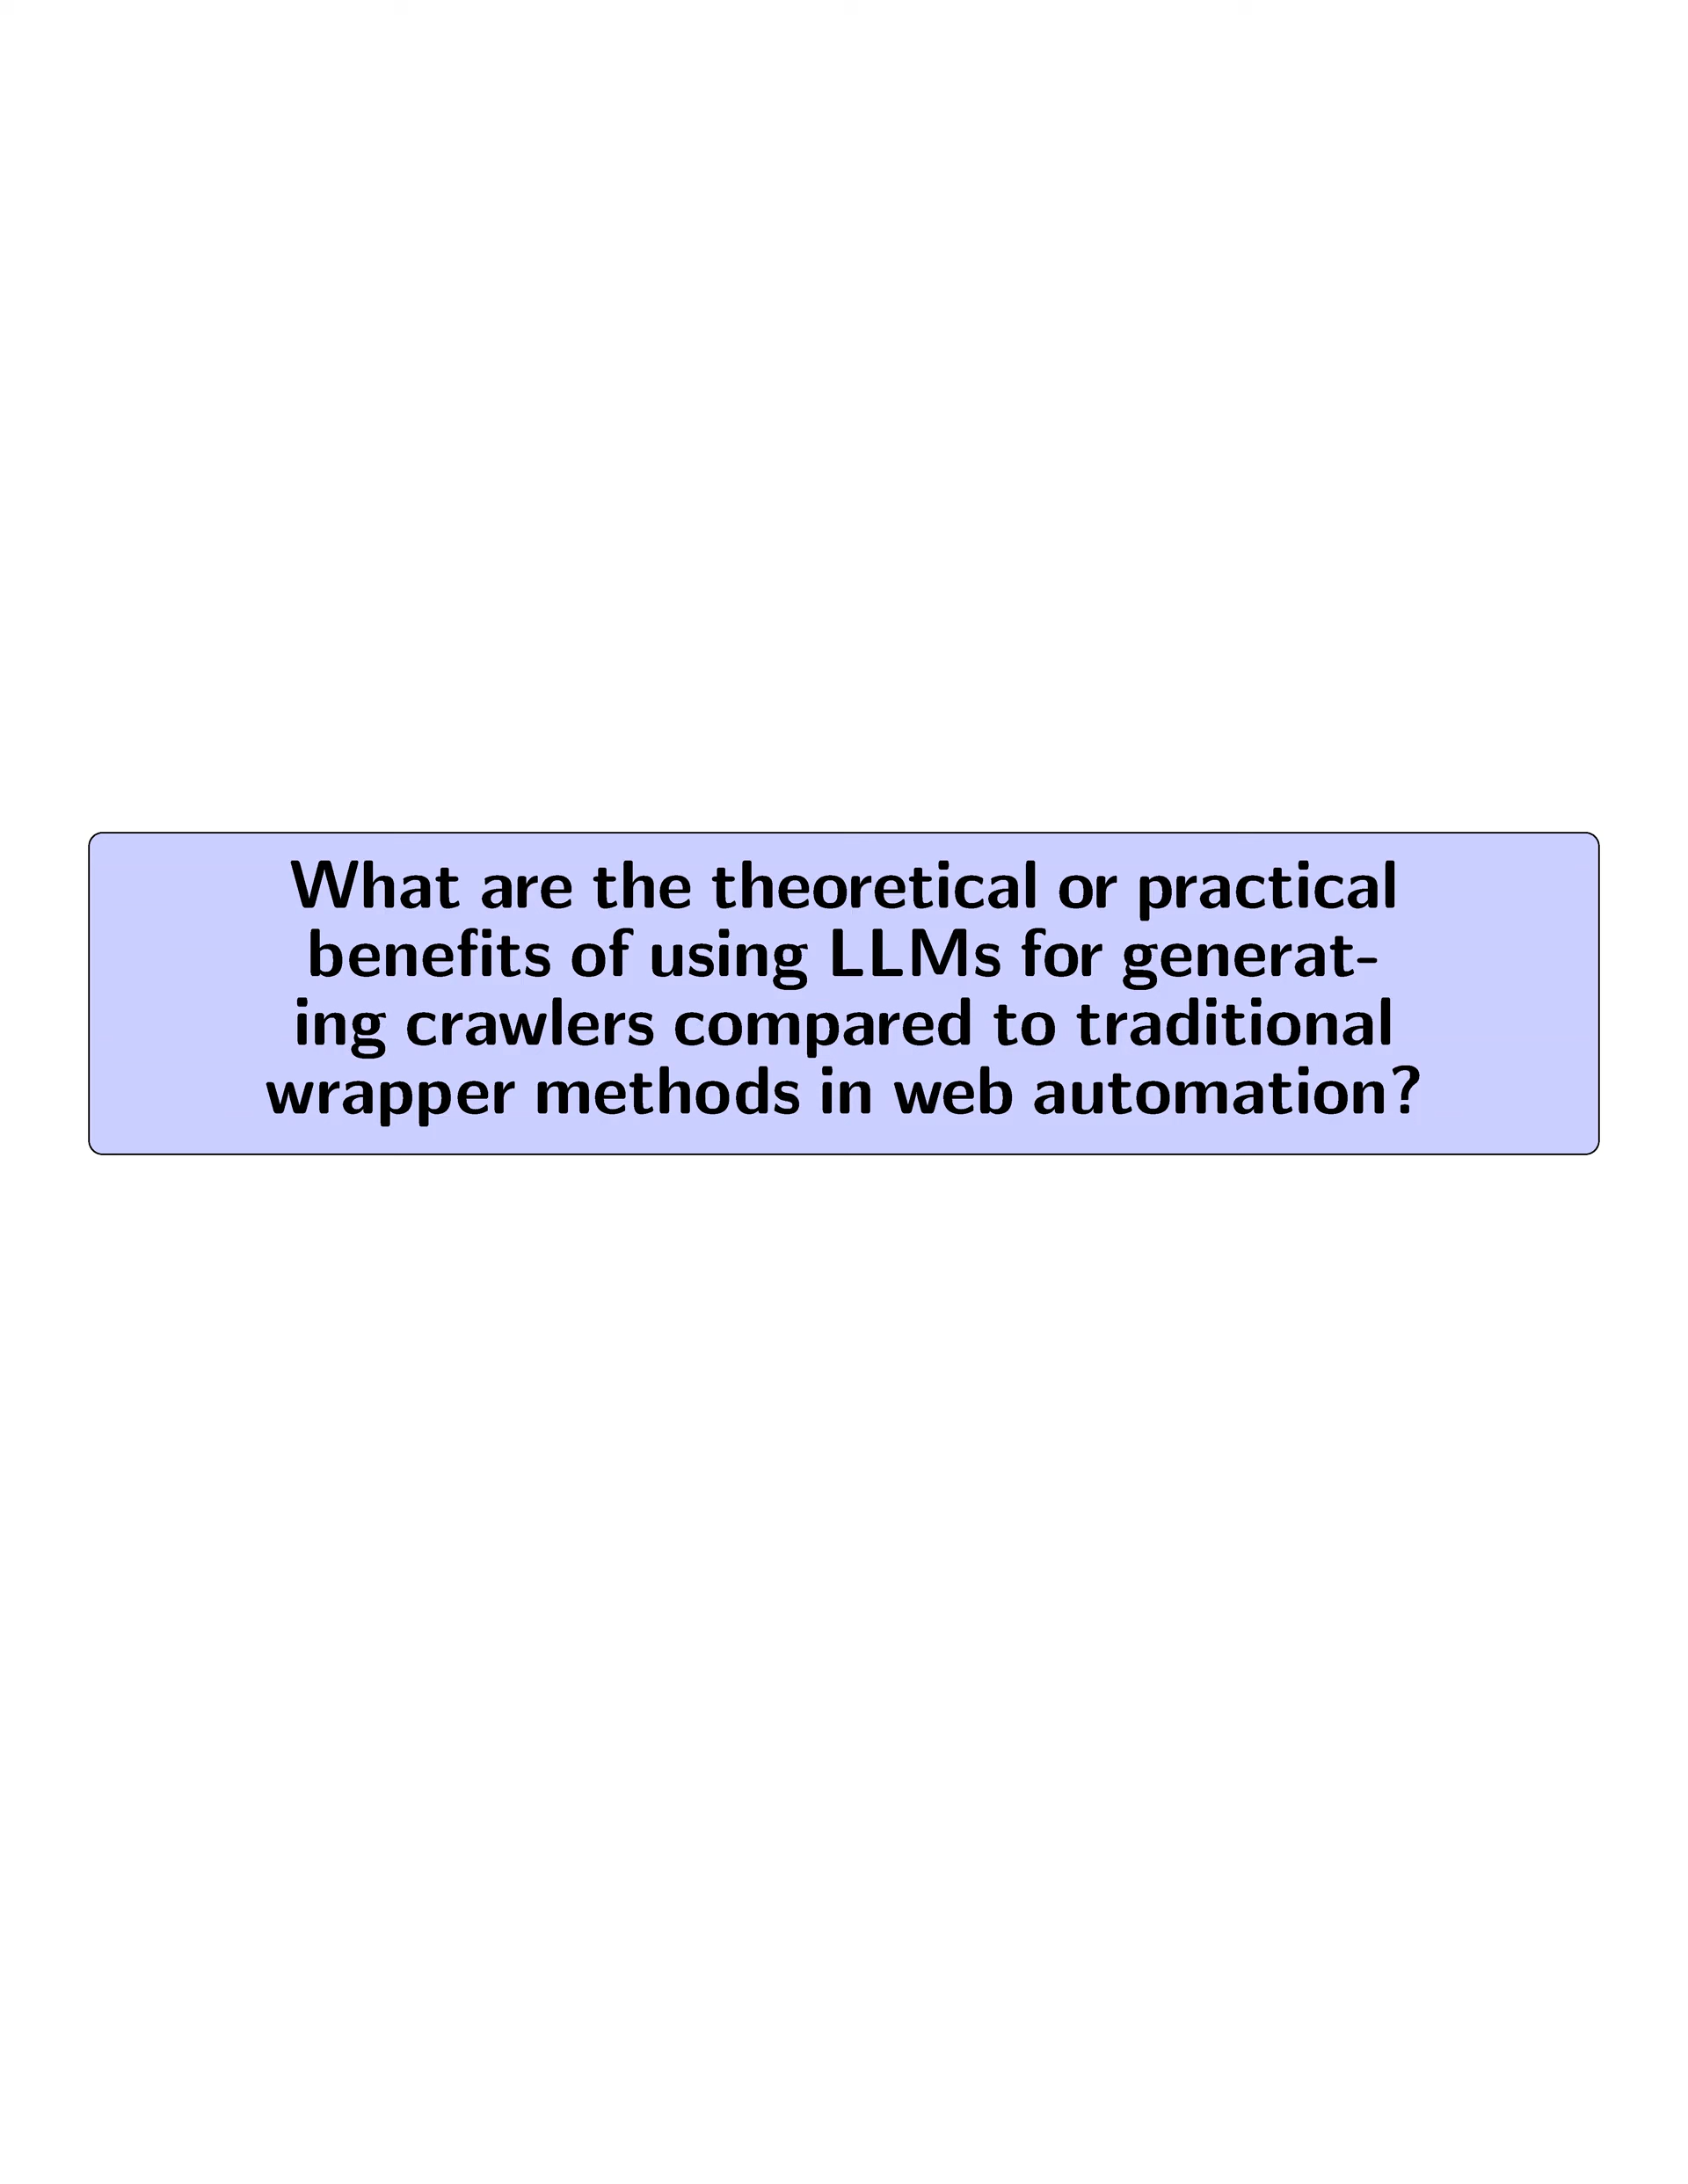 What are the theoretical or practical
benefits of using LLMs for generat-
ing crawlers compared to traditional
wrapper methods in web automation?